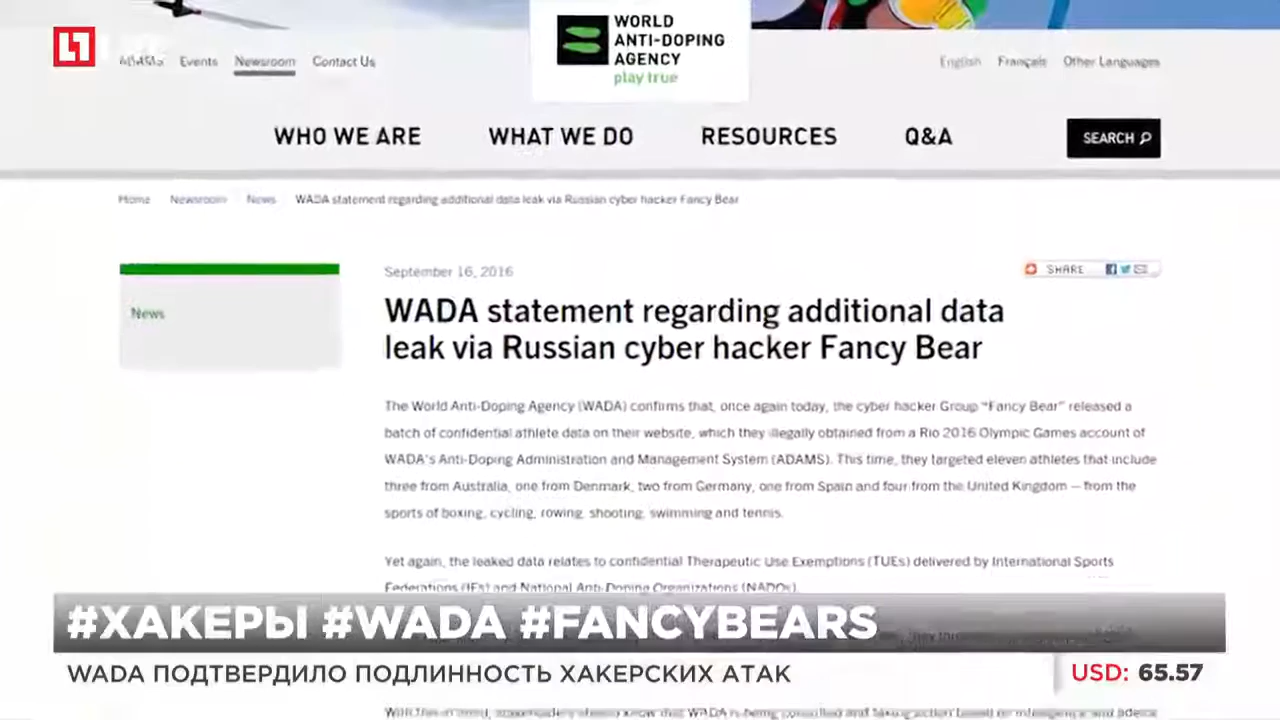 WORLD
ANTI-DOPING
AGENCY
play true
Events Newsroom Contact Us
English Français Other Languages
WHO WE ARE WHAT WE DO RESOURCES Q&A SEARCH
Home Newsroom News WADA statement regarding additional data leak via Russian cyber hacker Fancy Bear
September 16, 2016 SHARE
News
WADA statement regarding additional data
leak via Russian cyber hacker Fancy Bear
The World Anti-Doping Agency (WADA) confirms that, once again today, the cyber hacker Group “Fancy Bear” released a
batch of confidential athlete data on their website, which they illegally obtained from a Rio 2016 Olympic Games account of
WADA's Anti-Doping Administration and Management System (ADAMS). This time, they targeted eleven athletes that include
three from Australia, one from Denmark, two from Germany, one from Spain and four from the United Kingdom – from the
sports of boxing, cycling, rowing, shooting, swimming and tennis.
Yet again, the leaked data relates to confidential Therapeutic Use Exemptions (TUEs) delivered by International Sports
Federations (IFs) and National Anti-Doping Organizations (NADOs).
#ХАКЕРЫ #WADA #FANCYBEARS
WADA ПОДТВЕРДИЛО ПОДЛИННОСТЬ ХАКЕРСКИХ АТАК
USD: 65.57